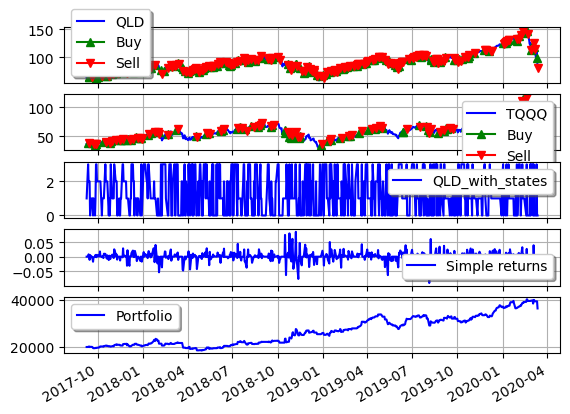 150
100
QLD
Buy
Sell
100
50
TQQQ
Buy
Sell
2
0
QLD_with_states
0.05
0.00
−0.05
Simple returns
40000
20000
Portfolio
2017-10 2018-01 2018-04 2018-07 2018-10 2019-01 2019-04 2019-07 2019-10 2020-01 2020-04